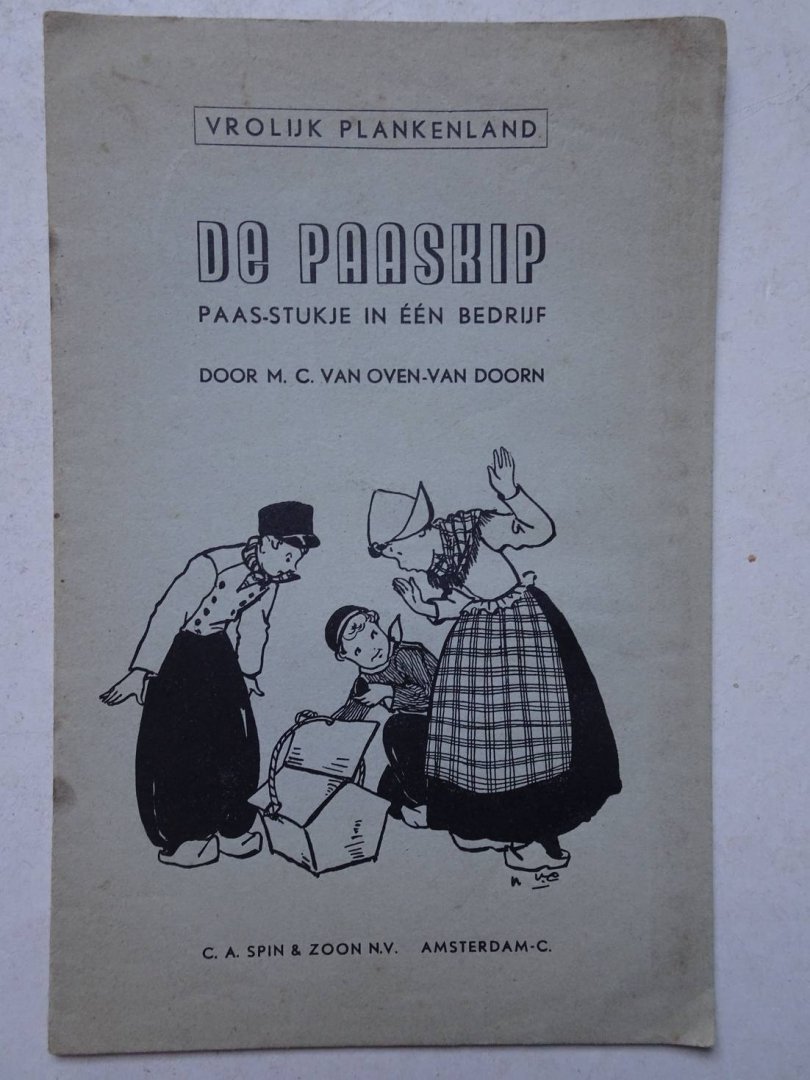 VROLIJK PLANKENLAND
DE PAASKIP
PAAS-STUKJE IN ÉÉN BEDRIJF
DOOR M. C. VAN OVEN-VAN DOORN
C. A. SPIN & ZOON N.V. AMSTERDAM-C.